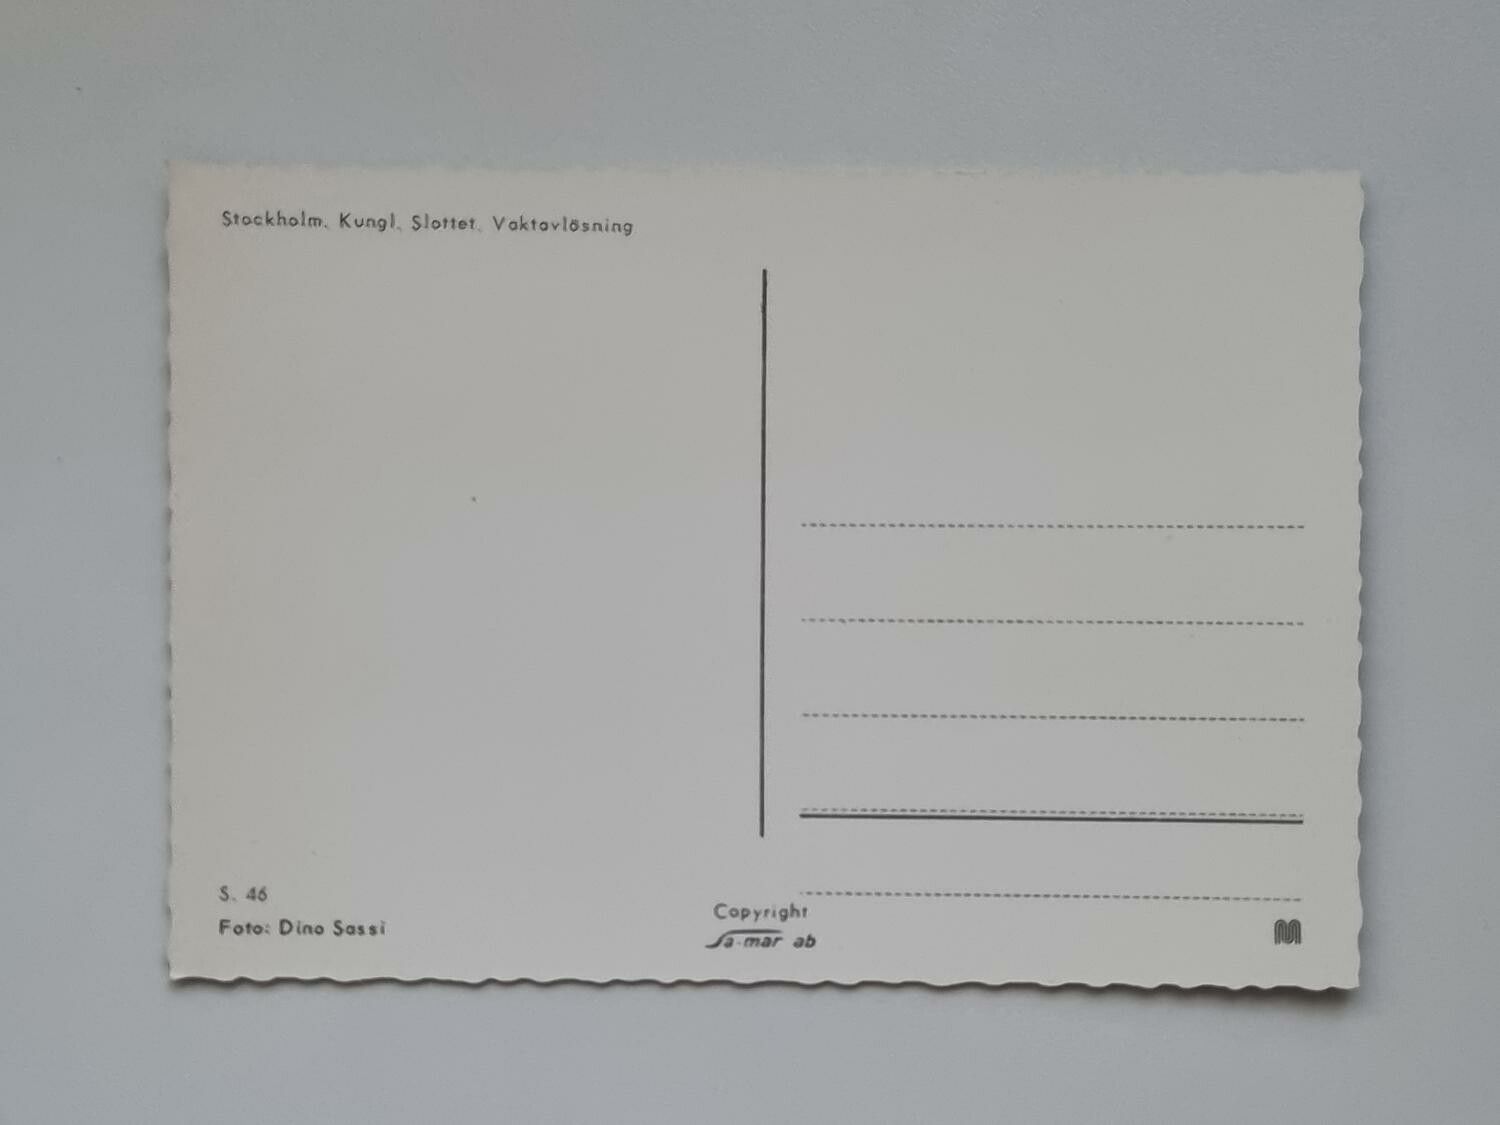 Stockholm. Kungl. Slottet. Vaktavlösning
S. 46
Foto: Dino Sassi
Copyright
Sa-mar ab
M